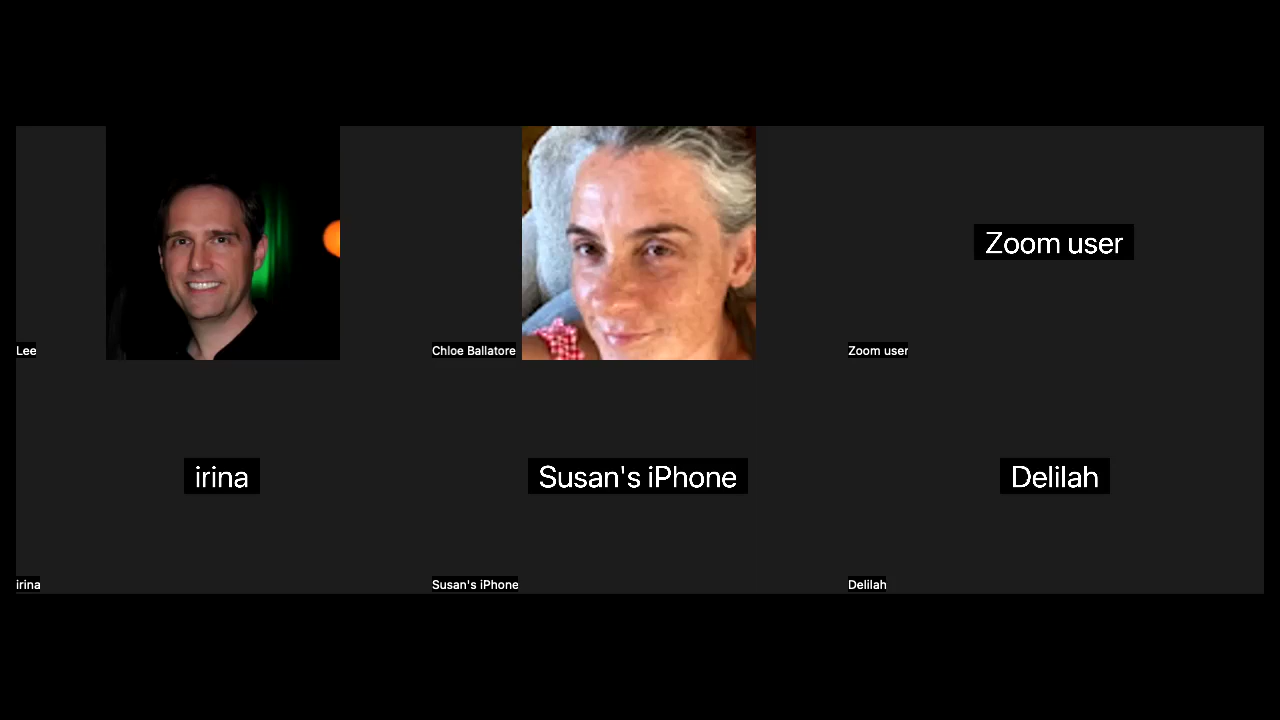 Zoom user
Lee
Chloe Ballatore
Zoom user
irina
Susan's iPhone
Delilah
irina
Susan's iPhone
Delilah